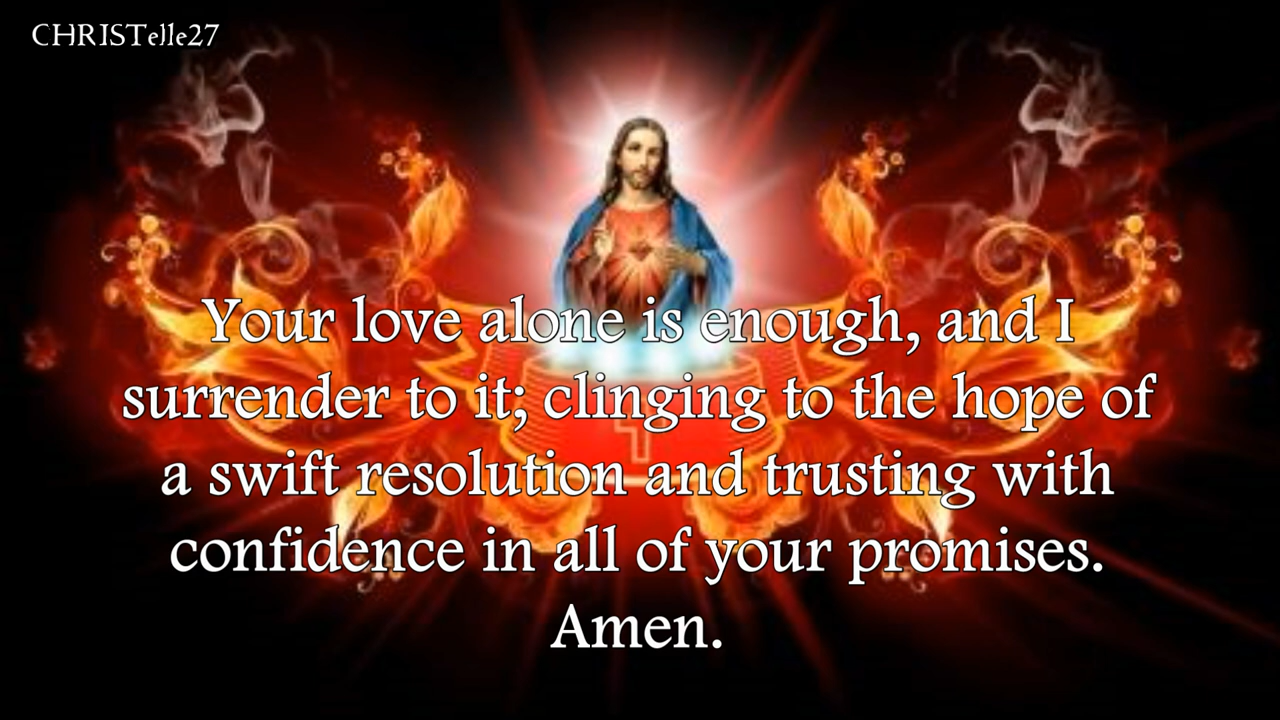 CHRISTelle27
Your love alone is enough, and I
surrender to it; clinging to the hope of
a swift resolution and trusting with
confidence in all of your promises.
Amen.